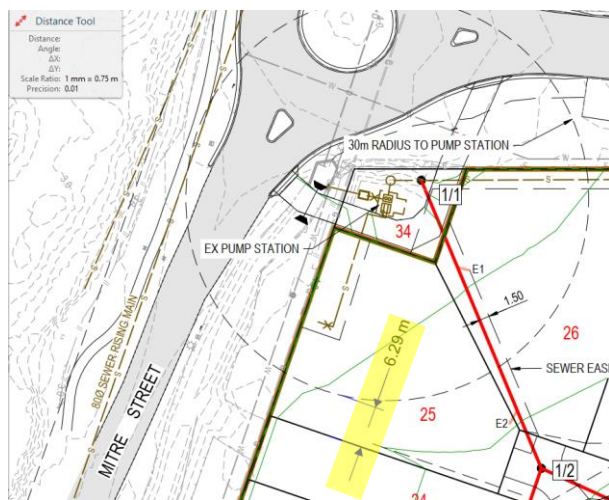 Distance Tool
Distance:
Angle:
ΔX:
ΔY:
Scale Ratio: 1 mm = 0.75 m
Precision: 0.01
30m RADIUS TO PUMP STATION
1/1
34
EX PUMP STATION
E1
1.50
26
800 SEWER RISING MAIN
6.29 m
SEWER EASE
MITRE STREET
25
E2
1/2
24